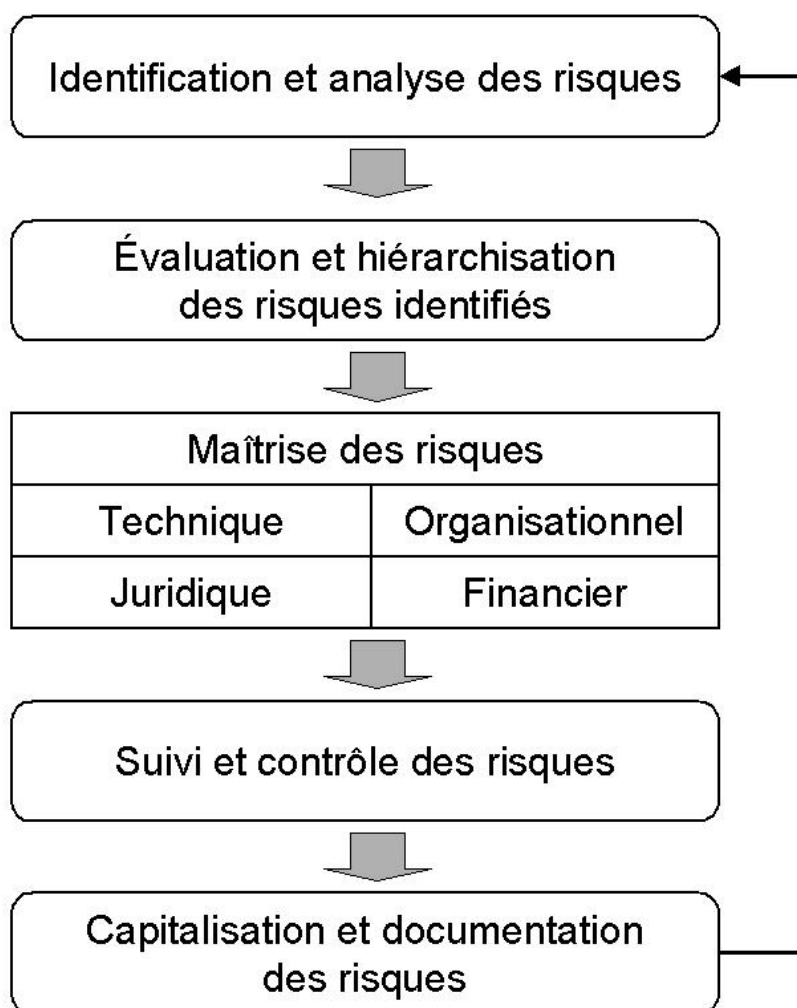 Identification et analyse des risques
Évaluation et hiérarchisation
des risques identifiés
Maîtrise des risques
Technique
Organisationnel
Juridique
Financier
Suivi et contrôle des risques
Capitalisation et documentation
des risques